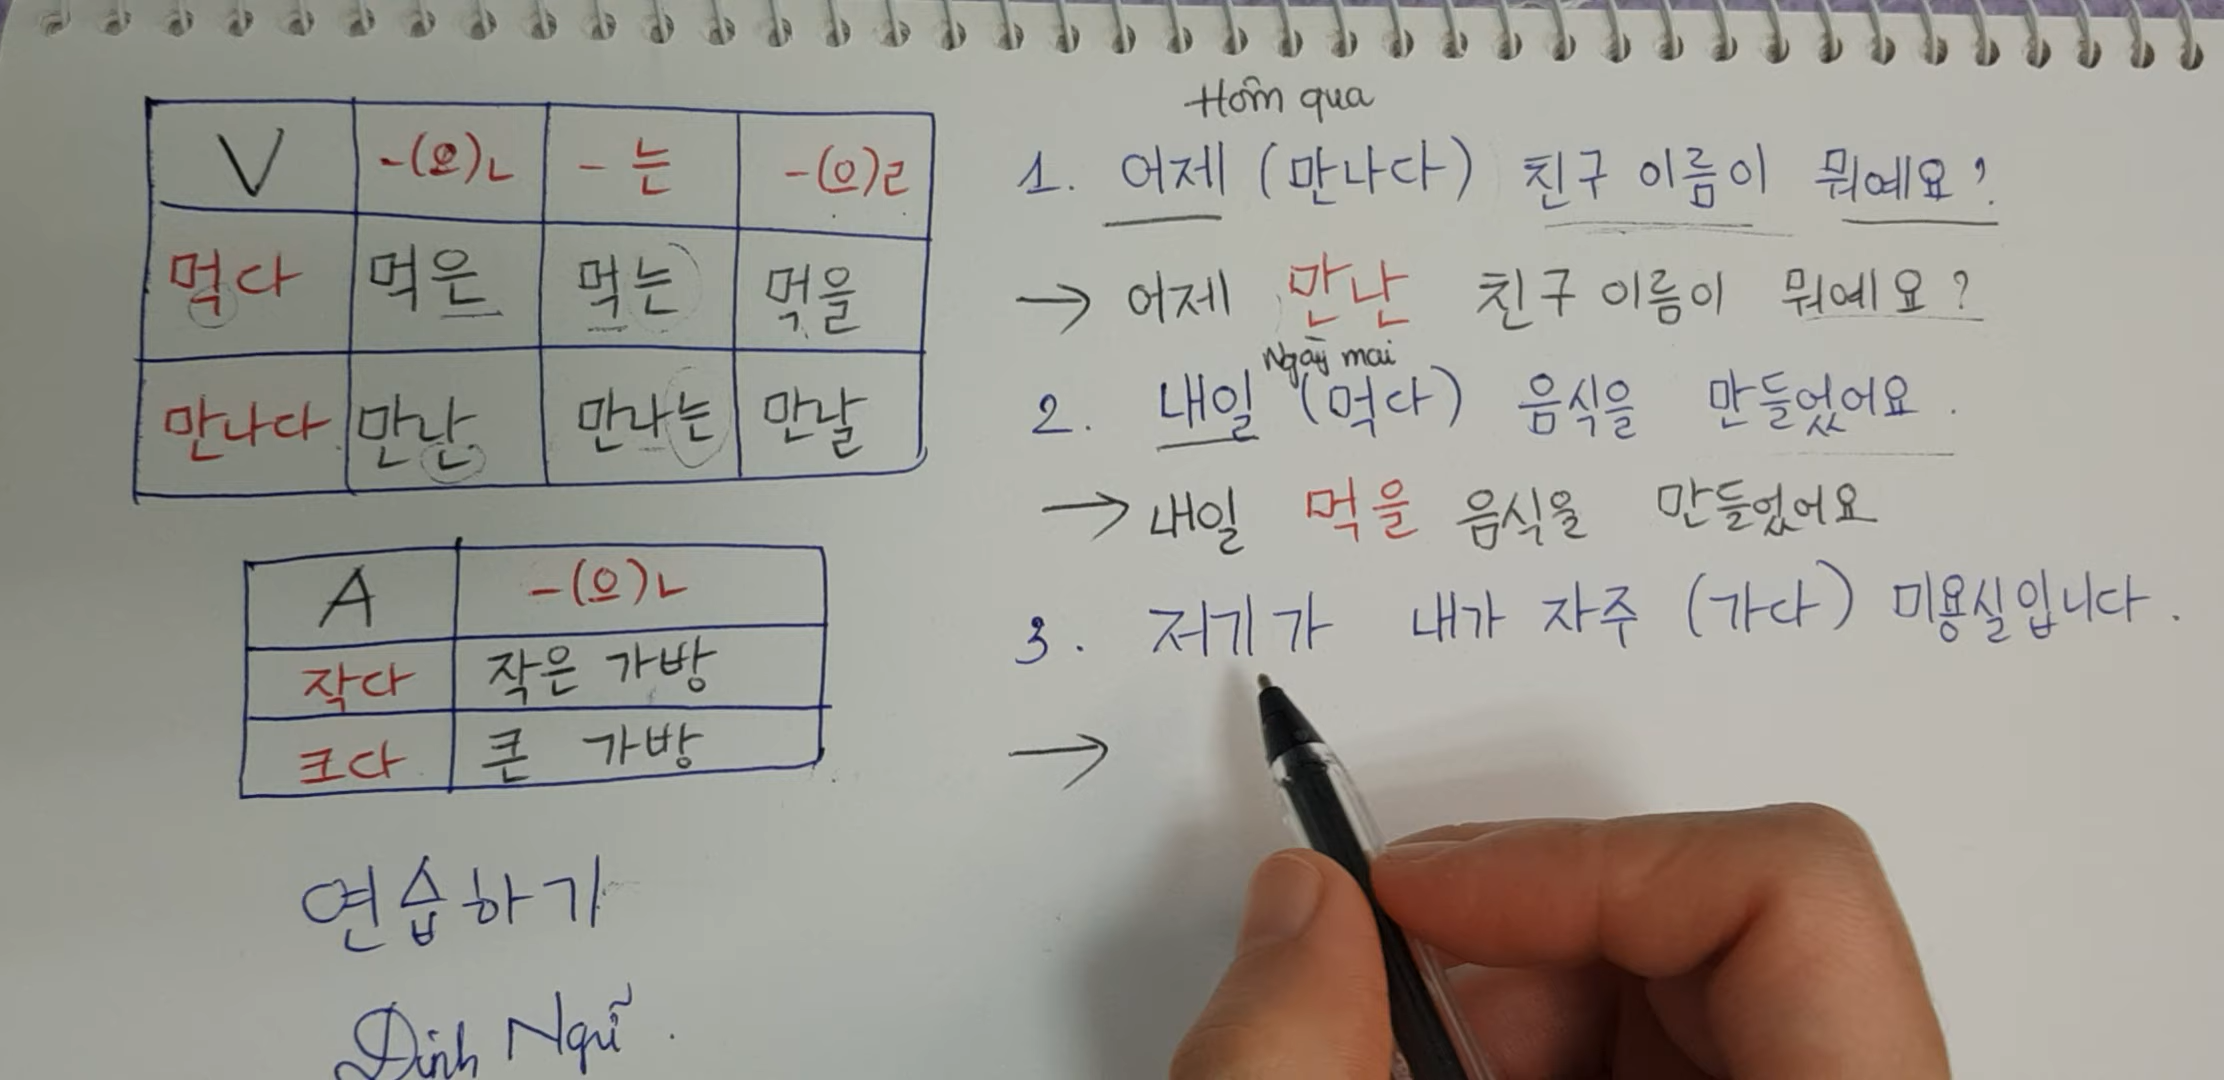 V -(으)ㄴ -는 -(으)ㄹ
먹다 먹은 먹는 먹을
만나다 만난 만나는 만날
A -(으)ㄴ
작다 작은 가방
크다 큰 가방
연습하기
Định Ngữ.
Hôm qua
1. 어제 (만나다) 친구 이름이 뭐예요?
→ 어제 만난 친구 이름이 뭐예요?
Ngày mai
2. 내일 (먹다) 음식을 만들었어요.
→ 내일 먹을 음식을 만들었어요
3. 저기가 내가 자주 (가다) 미용실입니다.
→